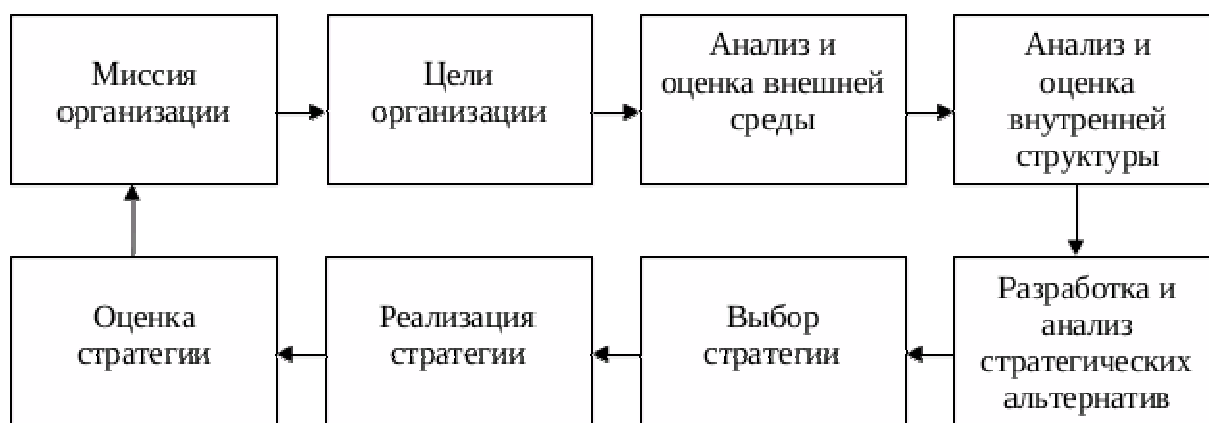 Миссия
организации
Цели
организации
Анализ и
оценка внешней
среды
Анализ и
оценка
внутренней
структуры
Оценка
стратегии
Реализация
стратегии
Выбор
стратегии
Разработка и
анализ
стратегических
альтернатив